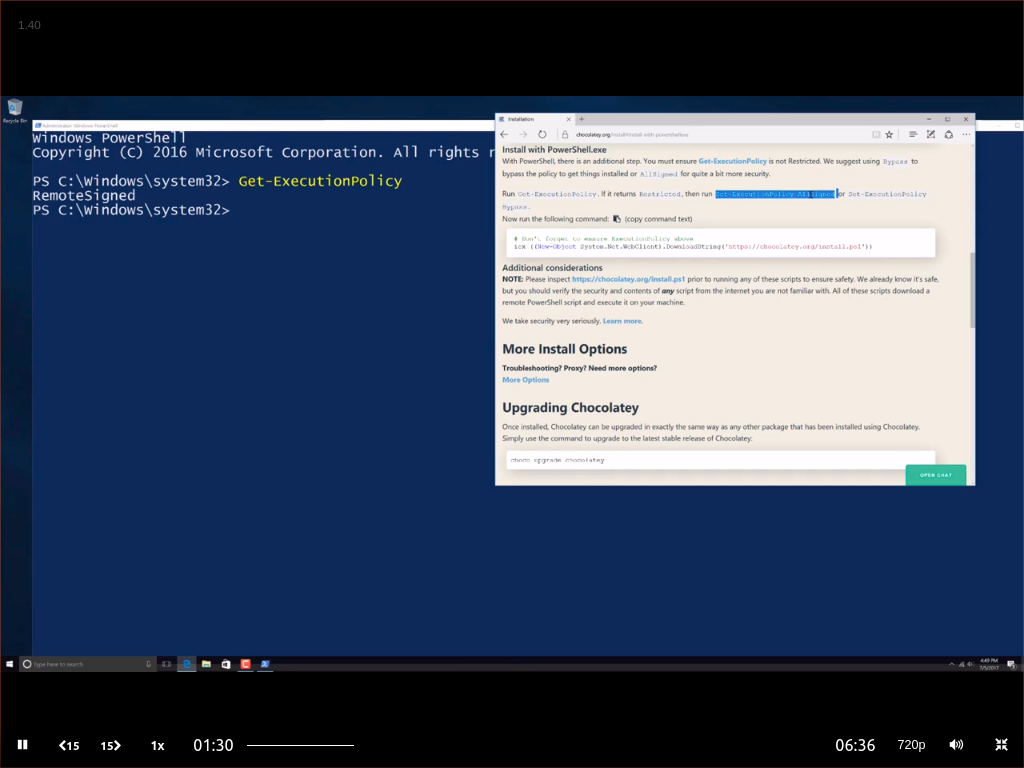 1.40
Recycle Bin
Administrator: Windows PowerShell
Windows PowerShell
Copyright (C) 2016 Microsoft Corporation. All rights r
PS C:\Windows\system32> Get-ExecutionPolicy
RemoteSigned
PS C:\Windows\system32>
Installation
chocolatey.org/install#install-with-powershellexe
Install with PowerShell.exe
With PowerShell, there is an additional step. You must ensure Get-ExecutionPolicy is not Restricted. We suggest using Bypass to
bypass the policy to get things installed or AllSigned for quite a bit more security.
Run Get-ExecutionPolicy. If it returns Restricted, then run Set-ExecutionPolicy AllSigned or Set-ExecutionPolicy
Bypass.
Now run the following command: (copy command text)
# Don't forget to ensure ExecutionPolicy above
iex ((New-Object System.Net.WebClient).DownloadString('https://chocolatey.org/install.ps1'))
Additional considerations
NOTE: Please inspect https://chocolatey.org/install.ps1 prior to running any of these scripts to ensure safety. We already know it's safe,
but you should verify the security and contents of any script from the internet you are not familiar with. All of these scripts download a
remote PowerShell script and execute it on your machine.
We take security very seriously. Learn more.
More Install Options
Troubleshooting? Proxy? Need more options?
More Options
Upgrading Chocolatey
Once installed, Chocolatey can be upgraded in exactly the same way as any other package that has been installed using Chocolatey.
Simply use the command to upgrade to the latest stable release of Chocolatey:
choco upgrade chocolatey
OPEN CHAT
Type here to search
4:49 PM
7/5/2017
15
15
1x
01:30
06:36
720p